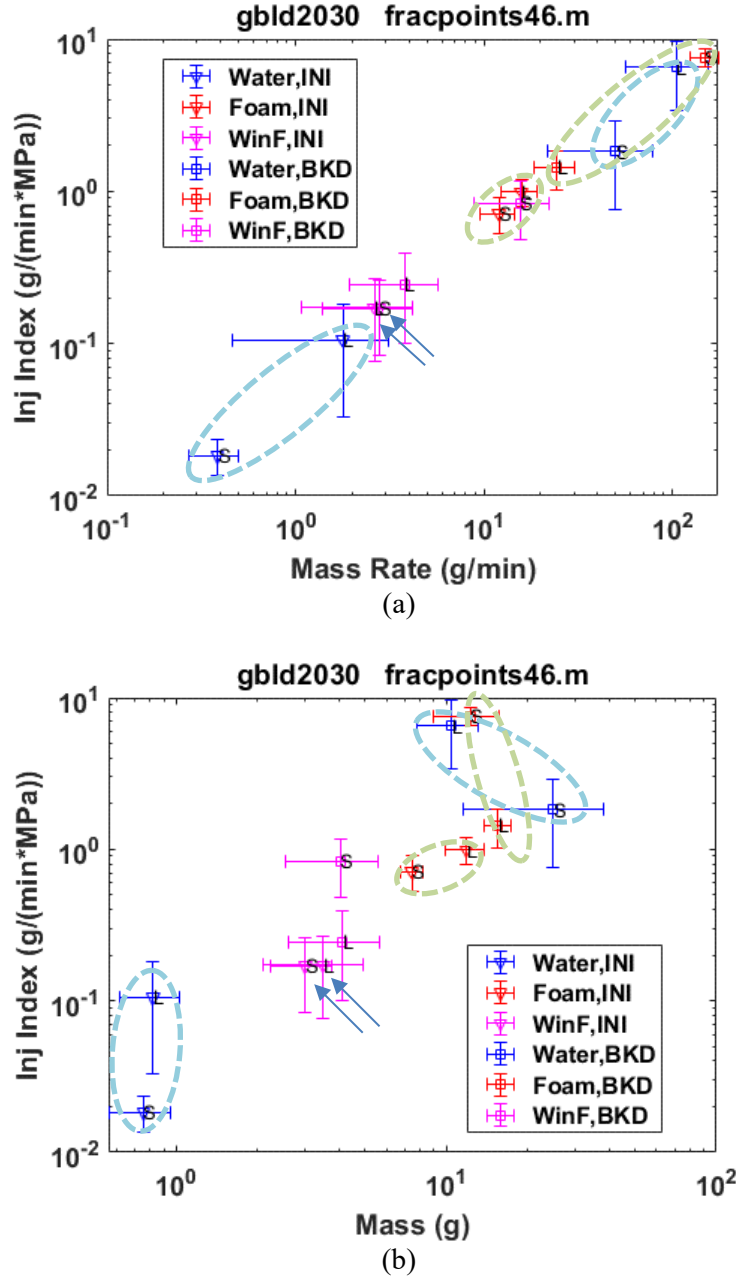 gbld2030 fracpoints46.m
10^1
Water,INI
Foam,INI
WinF,INI
Water,BKD
Foam,BKD
WinF,BKD
S
L
S
L
L
S
S
L
L
S
L
S
10^0
10^-1
10^-2
Inj Index (g/(min*MPa))
10^-1
10^0
10^1
10^2
Mass Rate (g/min)
(a)
gbld2030 fracpoints46.m
10^1
S
L
S
L
L
S
S
L
S
L
L
S
10^0
10^-1
10^-2
Inj Index (g/(min*MPa))
Water,INI
Foam,INI
WinF,INI
Water,BKD
Foam,BKD
WinF,BKD
10^0
10^1
10^2
Mass (g)
(b)